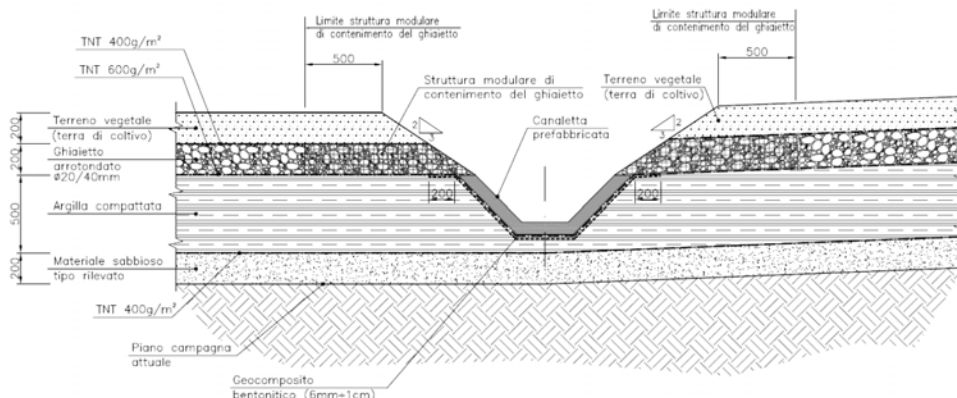 Limite struttura modulare
di contenimento del ghiaietto
500
Limite struttura modulare
di contenimento del ghiaietto
500
TNT 400g/m²
TNT 600g/m²
Struttura modulare di
contenimento del ghiaietto
Terreno vegetale
(terra di coltivo)
Canaletta
prefabbricata
2
3
2
3
200
Terreno vegetale
(terra di coltivo)
200
Ghiaietto
arrotondato
ø20/40mm
200
200
500
Argilla compattata
200
Materiale sabbioso
tipo rilevato
TNT 400g/m²
Piano campagna
attuale
Geocomposito
bentonitico (6mm÷1cm)